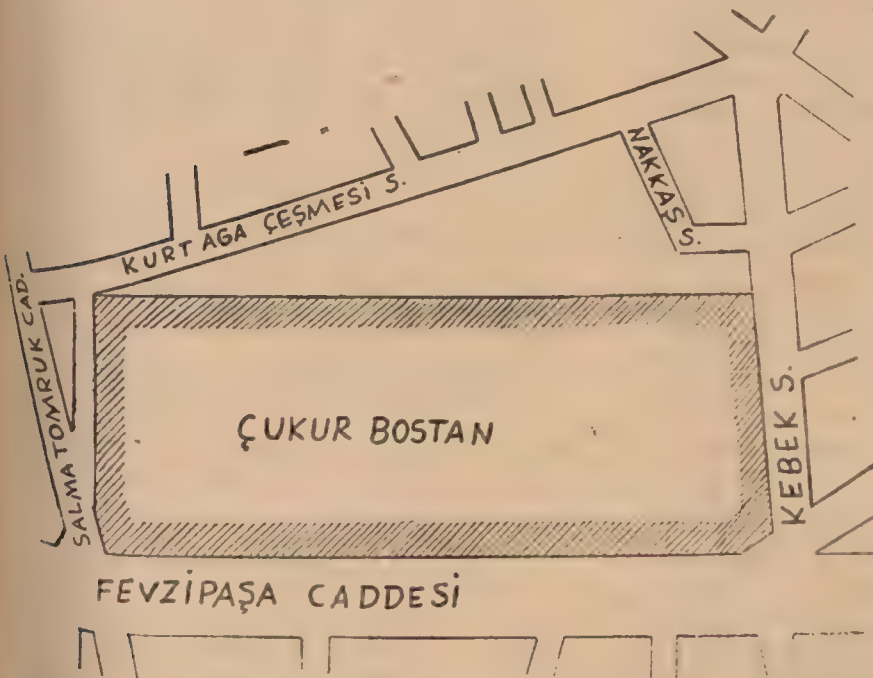 KURT AGA ÇEŞMESİ S.
NAKKAŞ S.
SALMATOMRUK CAD.
ÇUKUR BOSTAN
KEBEK S.
FEVZİPAŞA CADDESİ